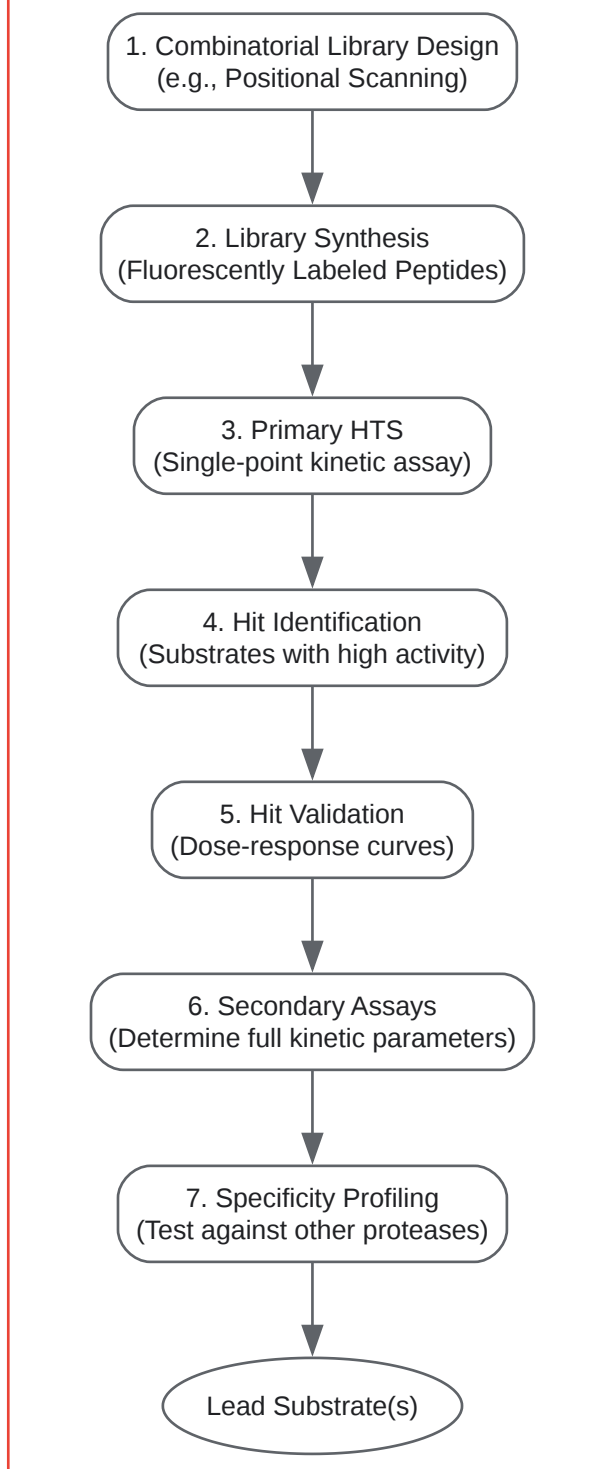 1. Combinatorial Library Design
(e.g., Positional Scanning)
2. Library Synthesis
(Fluorescently Labeled Peptides)
3. Primary HTS
(Single-point kinetic assay)
4. Hit Identification
(Substrates with high activity)
5. Hit Validation
(Dose-response curves)
6. Secondary Assays
(Determine full kinetic parameters)
7. Specificity Profiling
(Test against other proteases)
Lead Substrate(s)